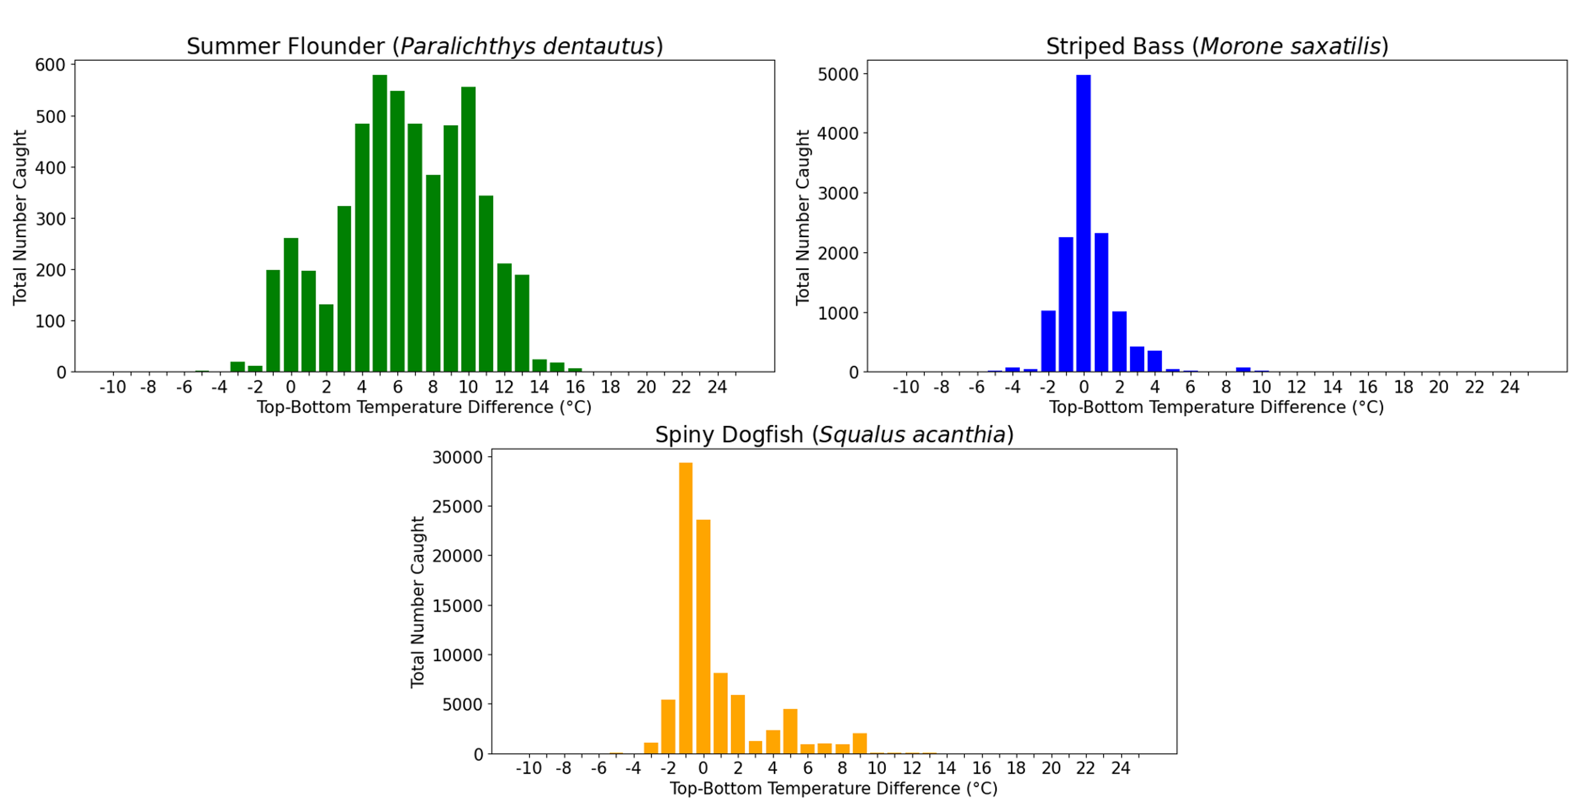 Summer Flounder (Paralichthys dentautus)
Total Number Caught
600
500
400
300
200
100
0
-10 -8 -6 -4 -2 0 2 4 6 8 10 12 14 16 18 20 22 24
Top-Bottom Temperature Difference (°C)
Striped Bass (Morone saxatilis)
Total Number Caught
5000
4000
3000
2000
1000
0
-10 -8 -6 -4 -2 0 2 4 6 8 10 12 14 16 18 20 22 24
Top-Bottom Temperature Difference (°C)
Spiny Dogfish (Squalus acanthia)
Total Number Caught
30000
25000
20000
15000
10000
5000
0
-10 -8 -6 -4 -2 0 2 4 6 8 10 12 14 16 18 20 22 24
Top-Bottom Temperature Difference (°C)